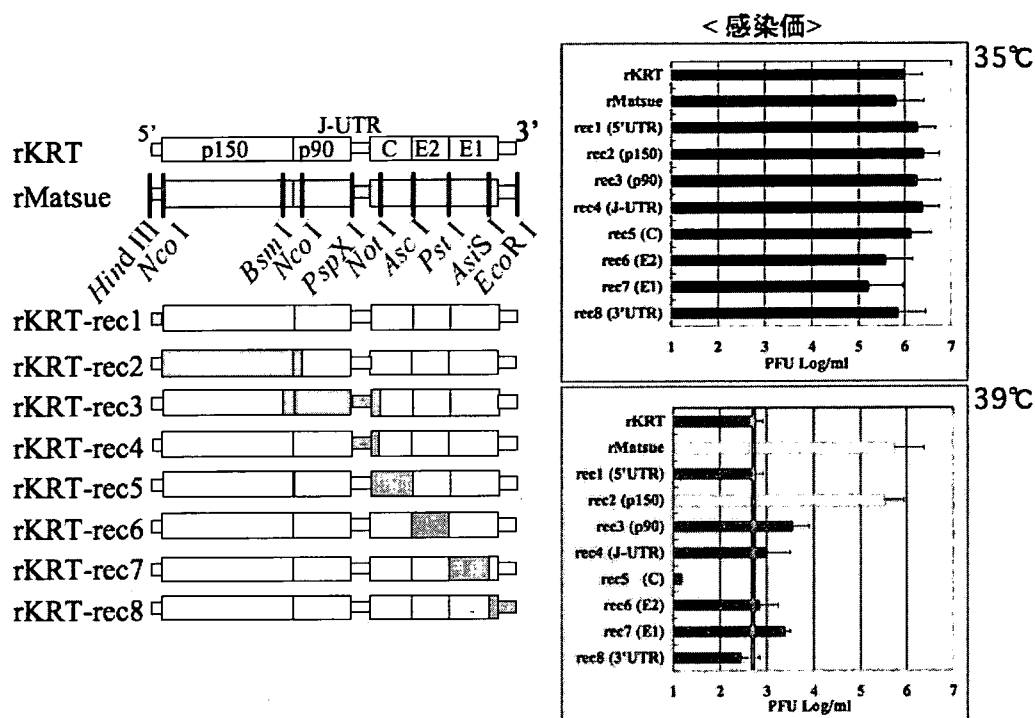 5’
J-UTR
3’
rKRT
p150
p90
C
E2
E1
rMatsue
Hind III
Nco I
Bsm I
Nco I
PspX I
Not I
Asc I
Pst I
AsiS I
EcoR I
rKRT-rec1
rKRT-rec2
rKRT-rec3
rKRT-rec4
rKRT-rec5
rKRT-rec6
rKRT-rec7
rKRT-rec8
<感染価>
35℃
rKRT
rMatsue
rec1 (5'UTR)
rec2 (p150)
rec3 (p90)
rec4 (J-UTR)
rec5 (C)
rec6 (E2)
rec7 (E1)
rec8 (3'UTR)
1 2 3 4 5 6 7
PFU Log/ml
39℃
rKRT
rMatsue
rec1 (5'UTR)
rec2 (p150)
rec3 (p90)
rec4 (J-UTR)
rec5 (C)
rec6 (E2)
rec7 (E1)
rec8 (3'UTR)
1 2 3 4 5 6 7
PFU Log/ml